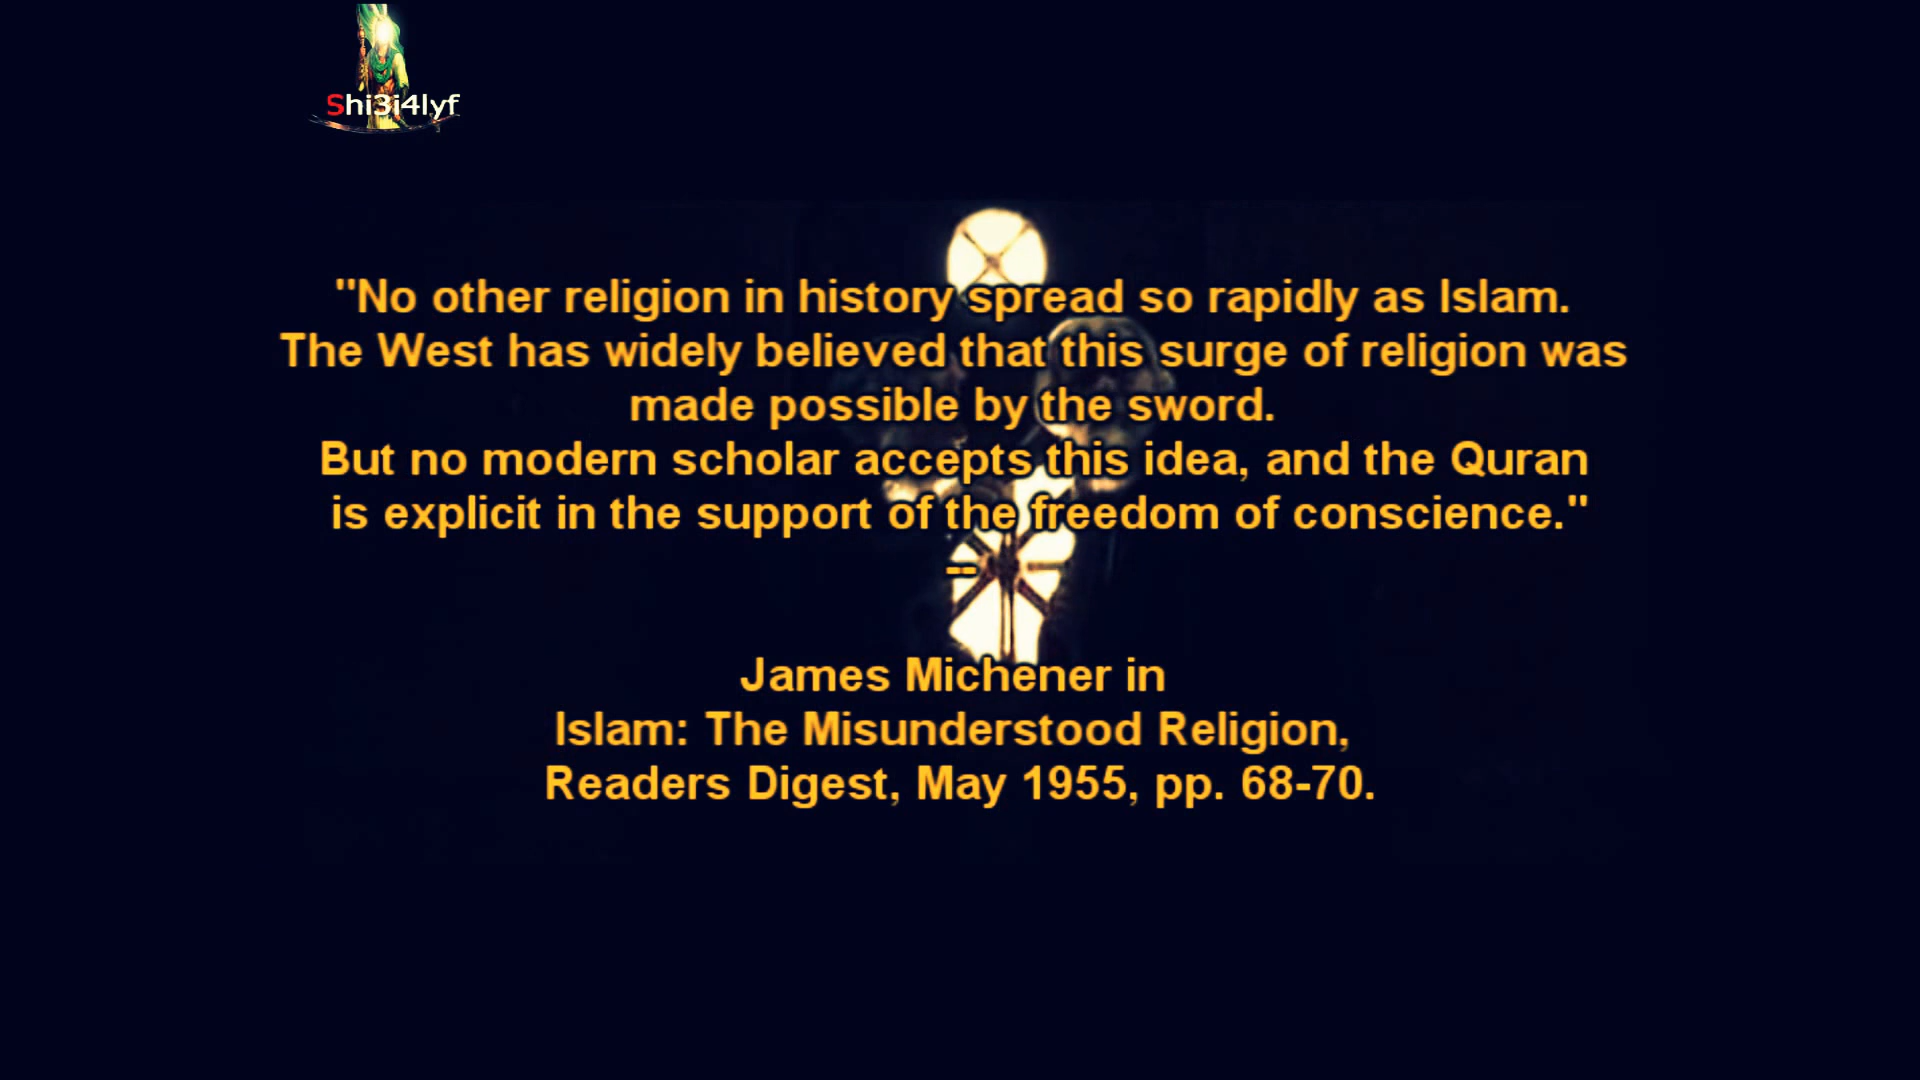 Shi3i4lyf
"No other religion in history spread so rapidly as Islam.
The West has widely believed that this surge of religion was
made possible by the sword.
But no modern scholar accepts this idea, and the Quran
is explicit in the support of the freedom of conscience."
--
James Michener in
Islam: The Misunderstood Religion,
Readers Digest, May 1955, pp. 68-70.